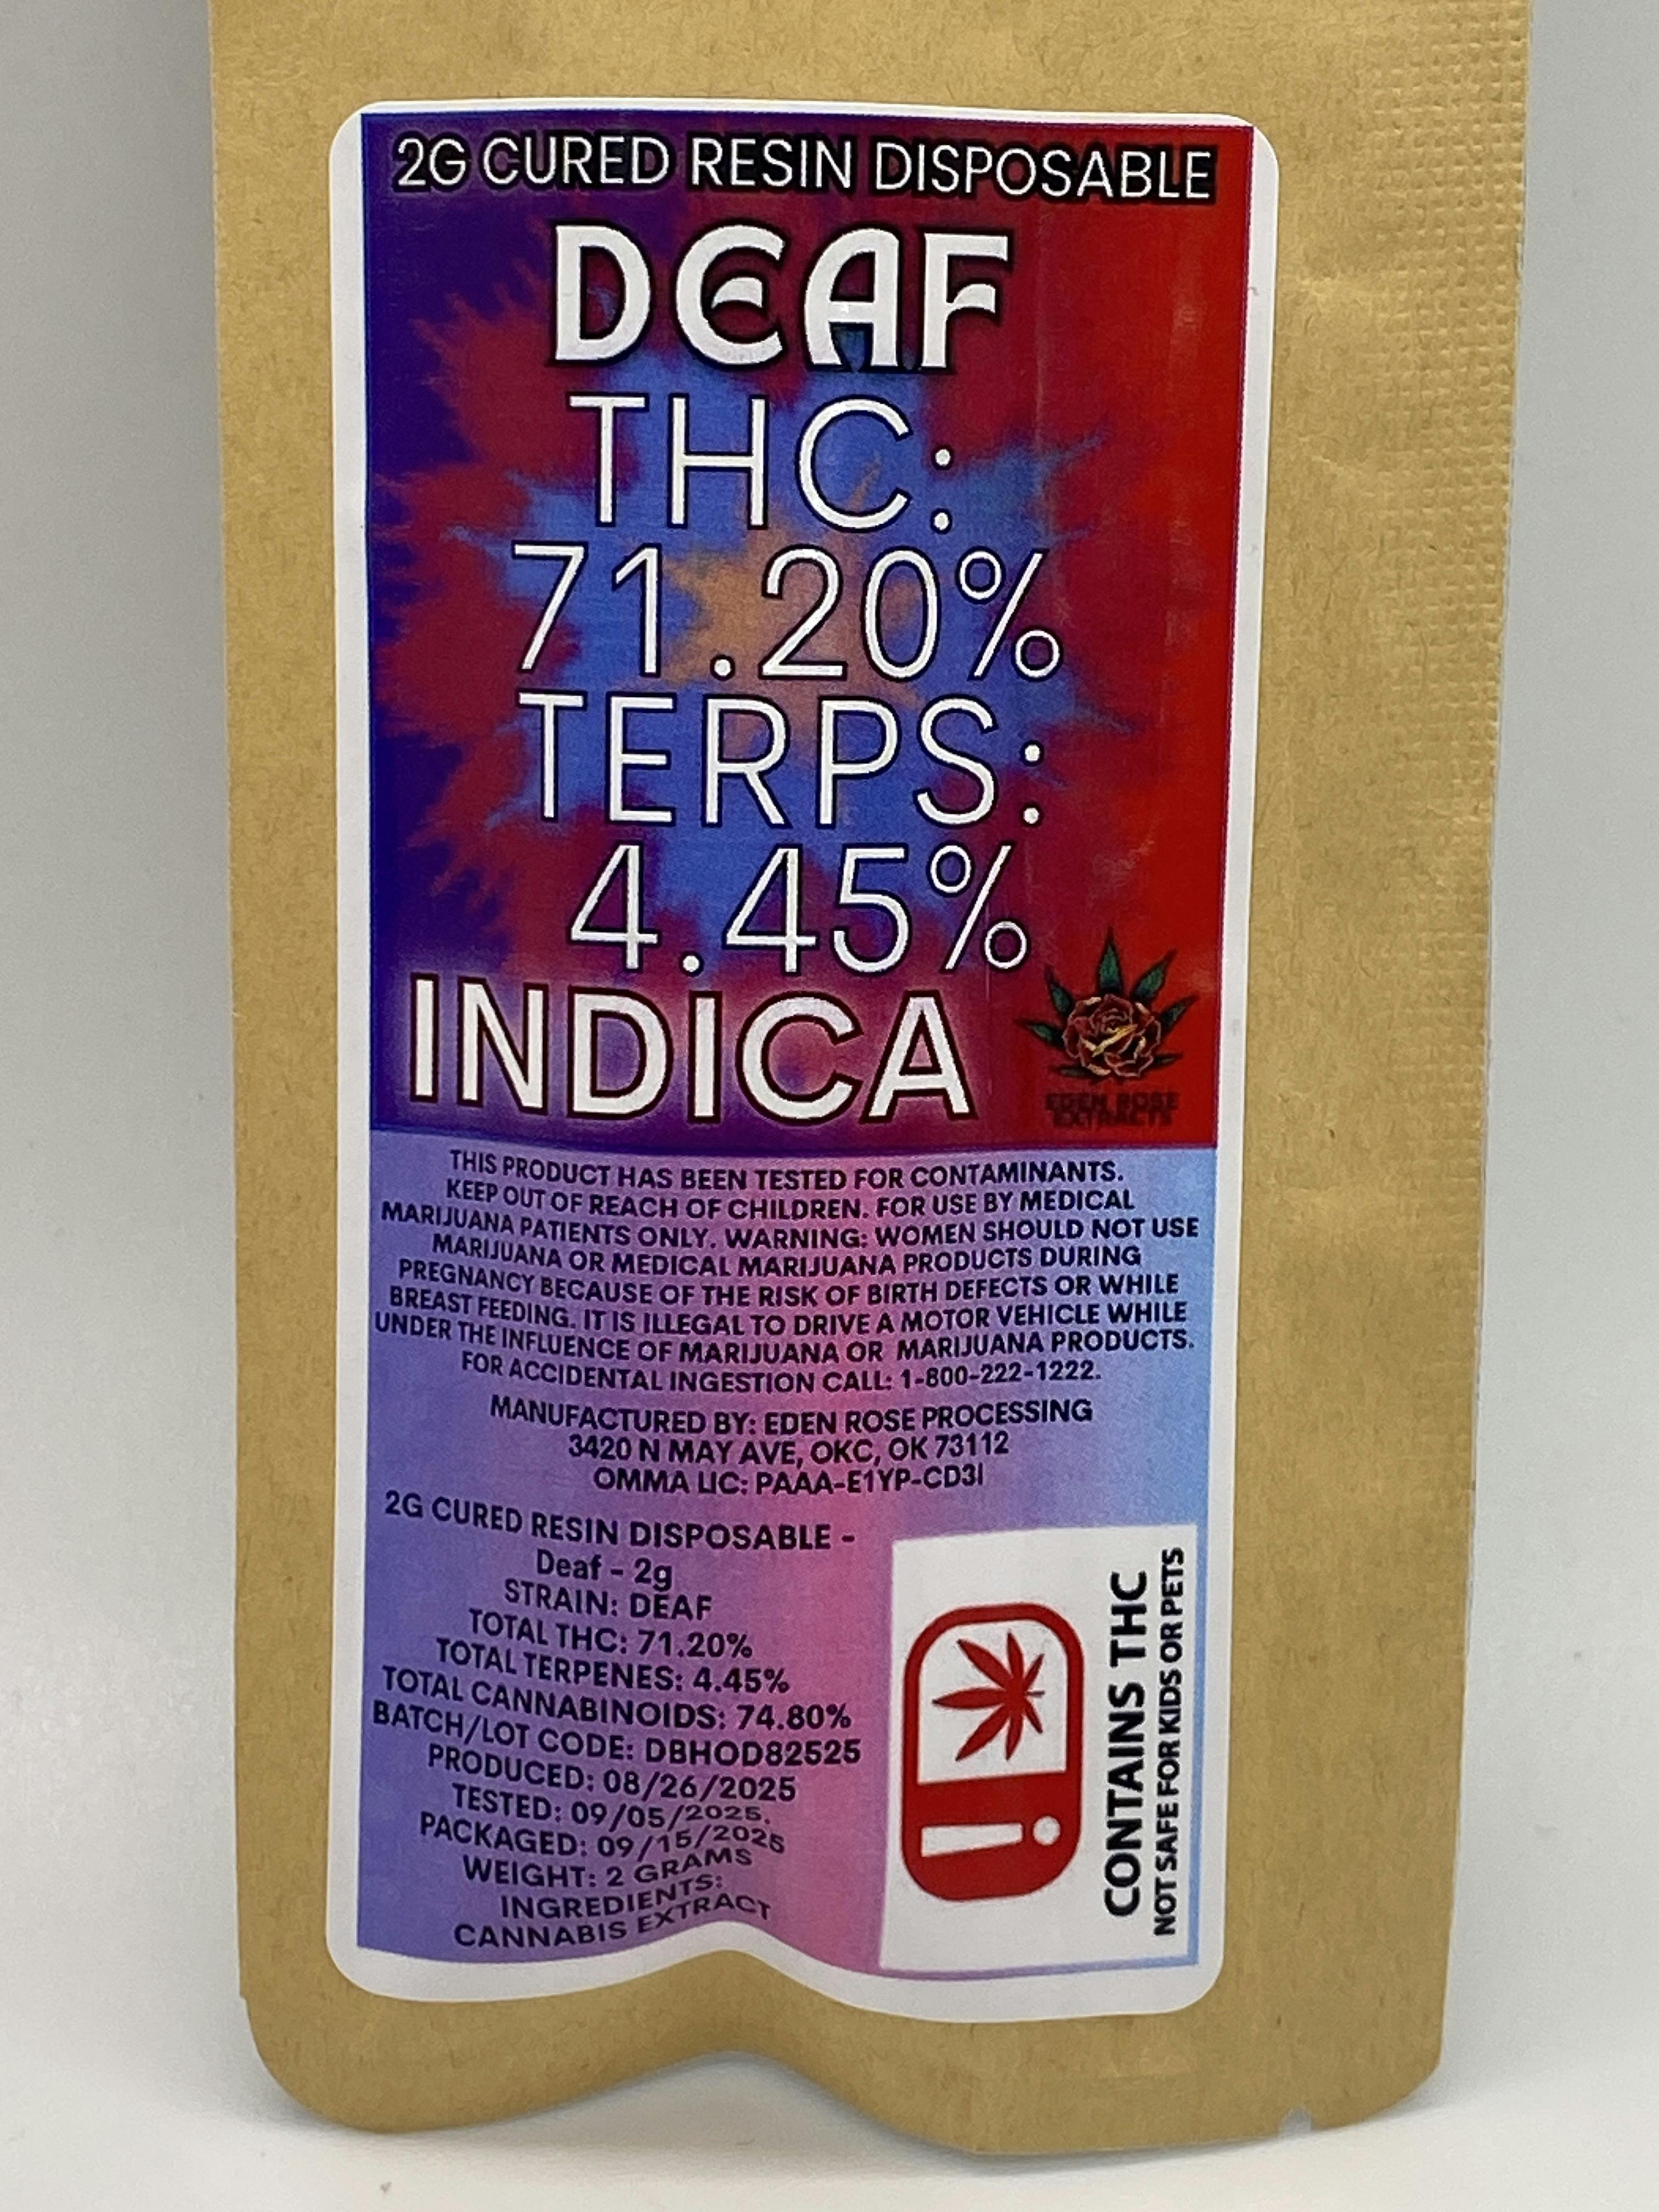 2G CURED RESIN DISPOSABLE
DEAF
THC:
71.20%
TERPS:
4.45%
INDICA
EDEN ROSE
EXTRACTS
THIS PRODUCT HAS BEEN TESTED FOR CONTAMINANTS.
KEEP OUT OF REACH OF CHILDREN. FOR USE BY MEDICAL
MARIJUANA PATIENTS ONLY. WARNING: WOMEN SHOULD NOT USE
MARIJUANA OR MEDICAL MARIJUANA PRODUCTS DURING
PREGNANCY BECAUSE OF THE RISK OF BIRTH DEFECTS OR WHILE
BREAST FEEDING. IT IS ILLEGAL TO DRIVE A MOTOR VEHICLE WHILE
UNDER THE INFLUENCE OF MARIJUANA OR MARIJUANA PRODUCTS.
FOR ACCIDENTAL INGESTION CALL: 1-800-222-1222.
MANUFACTURED BY: EDEN ROSE PROCESSING
3420 N MAY AVE, OKC, OK 73112
OMMA LIC: PAAA-E1YP-CD3I
2G CURED RESIN DISPOSABLE -
Deaf - 2g
STRAIN: DEAF
TOTAL THC: 71.20%
TOTAL TERPENES: 4.45%
TOTAL CANNABINOIDS: 74.80%
BATCH/LOT CODE: DBHOD82525
PRODUCED: 08/26/2025
TESTED: 09/05/2025.
PACKAGED: 09/15/2025
WEIGHT: 2 GRAMS
INGREDIENTS:
CANNABIS EXTRACT
!
CONTAINS THC
NOT SAFE FOR KIDS OR PETS